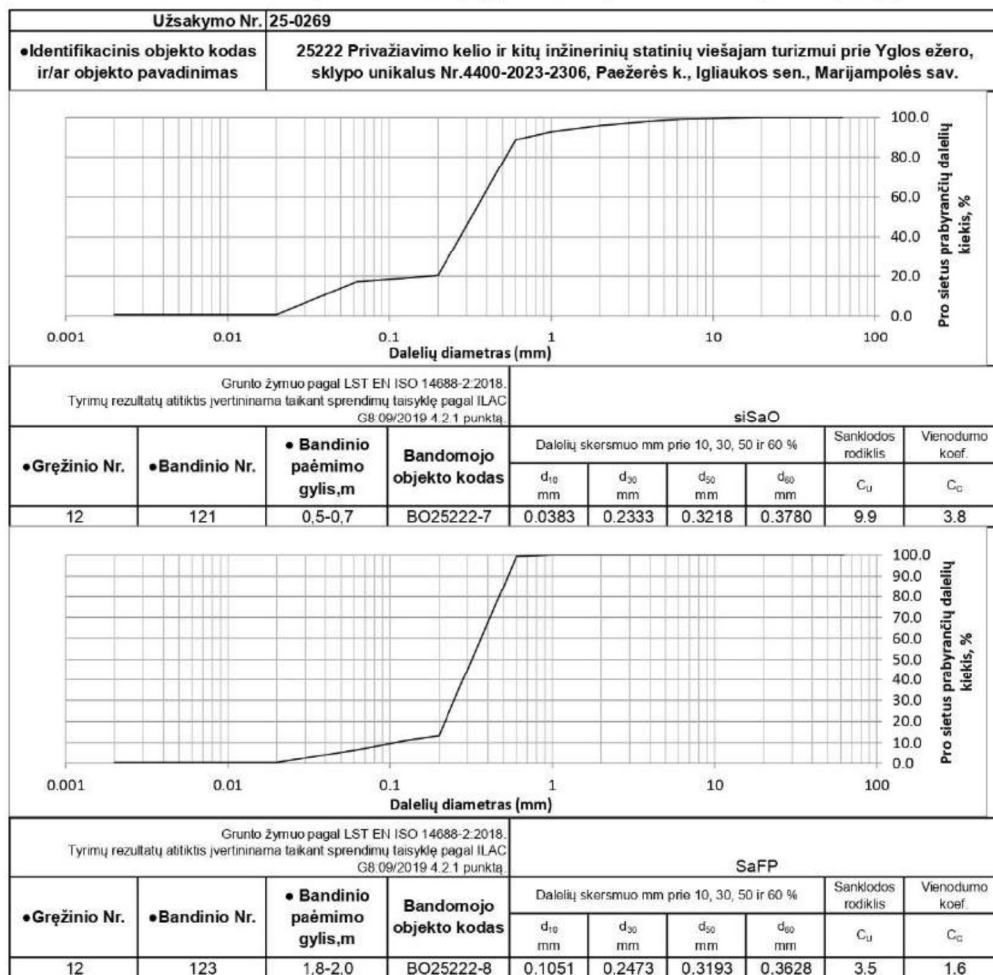 Užsakymo Nr. 25-0269
●Identifikacinis objekto kodas ir/ar objekto pavadinimas
25222 Privažiavimo kelio ir kitų inžinerinių statinių viešajam turizmui prie Yglos ežero,
sklypo unikalus Nr.4400-2023-2306, Paežerės k., Igliaukos sen., Marijampolės sav.
100.0
80.0
60.0
40.0
20.0
0.0
Pro sietus prabyrančių dalelių
kiekis, %
0.001 0.01 0.1 1 10 100
Dalelių diametras (mm)
Grunto žymuo pagal LST EN ISO 14688-2:2018.
Tyrimų rezultatų atitiktis įvertininama taikant sprendimų taisyklę pagal ILAC
G8:09/2019 4.2.1 punktą.
siSaO
●Gręžinio Nr. ●Bandinio Nr. ● Bandinio paėmimo gylis,m Bandomojo objekto kodas
Dalelių skersmuo mm prie 10, 30, 50 ir 60 % Sanklodos rodiklis Vienodumo koef.
d10 mm d30 mm d50 mm d60 mm CU CC
12 121 0,5-0,7 BO25222-7 0.0383 0.2333 0.3218 0.3780 9.9 3.8
100.0
90.0
80.0
70.0
60.0
50.0
40.0
30.0
20.0
10.0
0.0
Pro sietus prabyrančių dalelių
kiekis, %
0.001 0.01 0.1 1 10 100
Dalelių diametras (mm)
Grunto žymuo pagal LST EN ISO 14688-2:2018.
Tyrimų rezultatų atitiktis įvertininama taikant sprendimų taisyklę pagal ILAC
G8:09/2019 4.2.1 punktą.
SaFP
●Gręžinio Nr. ●Bandinio Nr. ● Bandinio paėmimo gylis,m Bandomojo objekto kodas
Dalelių skersmuo mm prie 10, 30, 50 ir 60 % Sanklodos rodiklis Vienodumo koef.
d10 mm d30 mm d50 mm d60 mm CU CC
12 123 1,8-2,0 BO25222-8 0.1051 0.2473 0.3193 0.3628 3.5 1.6